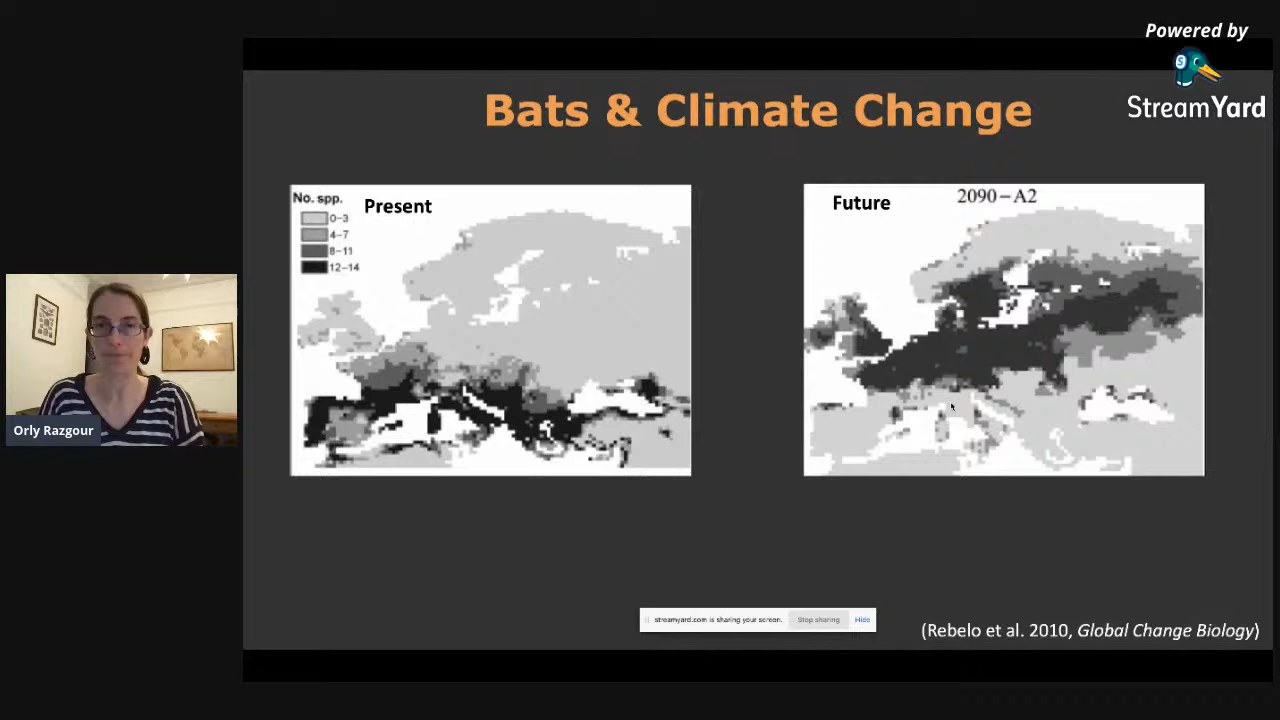 Powered by
StreamYard
Bats & Climate Change
No. spp.
0–3
4–7
8–11
12–14
Present
Future
2090–A2
Orly Razgour
streamyard.com is sharing your screen.
Stop sharing
Hide
(Rebelo et al. 2010, Global Change Biology)